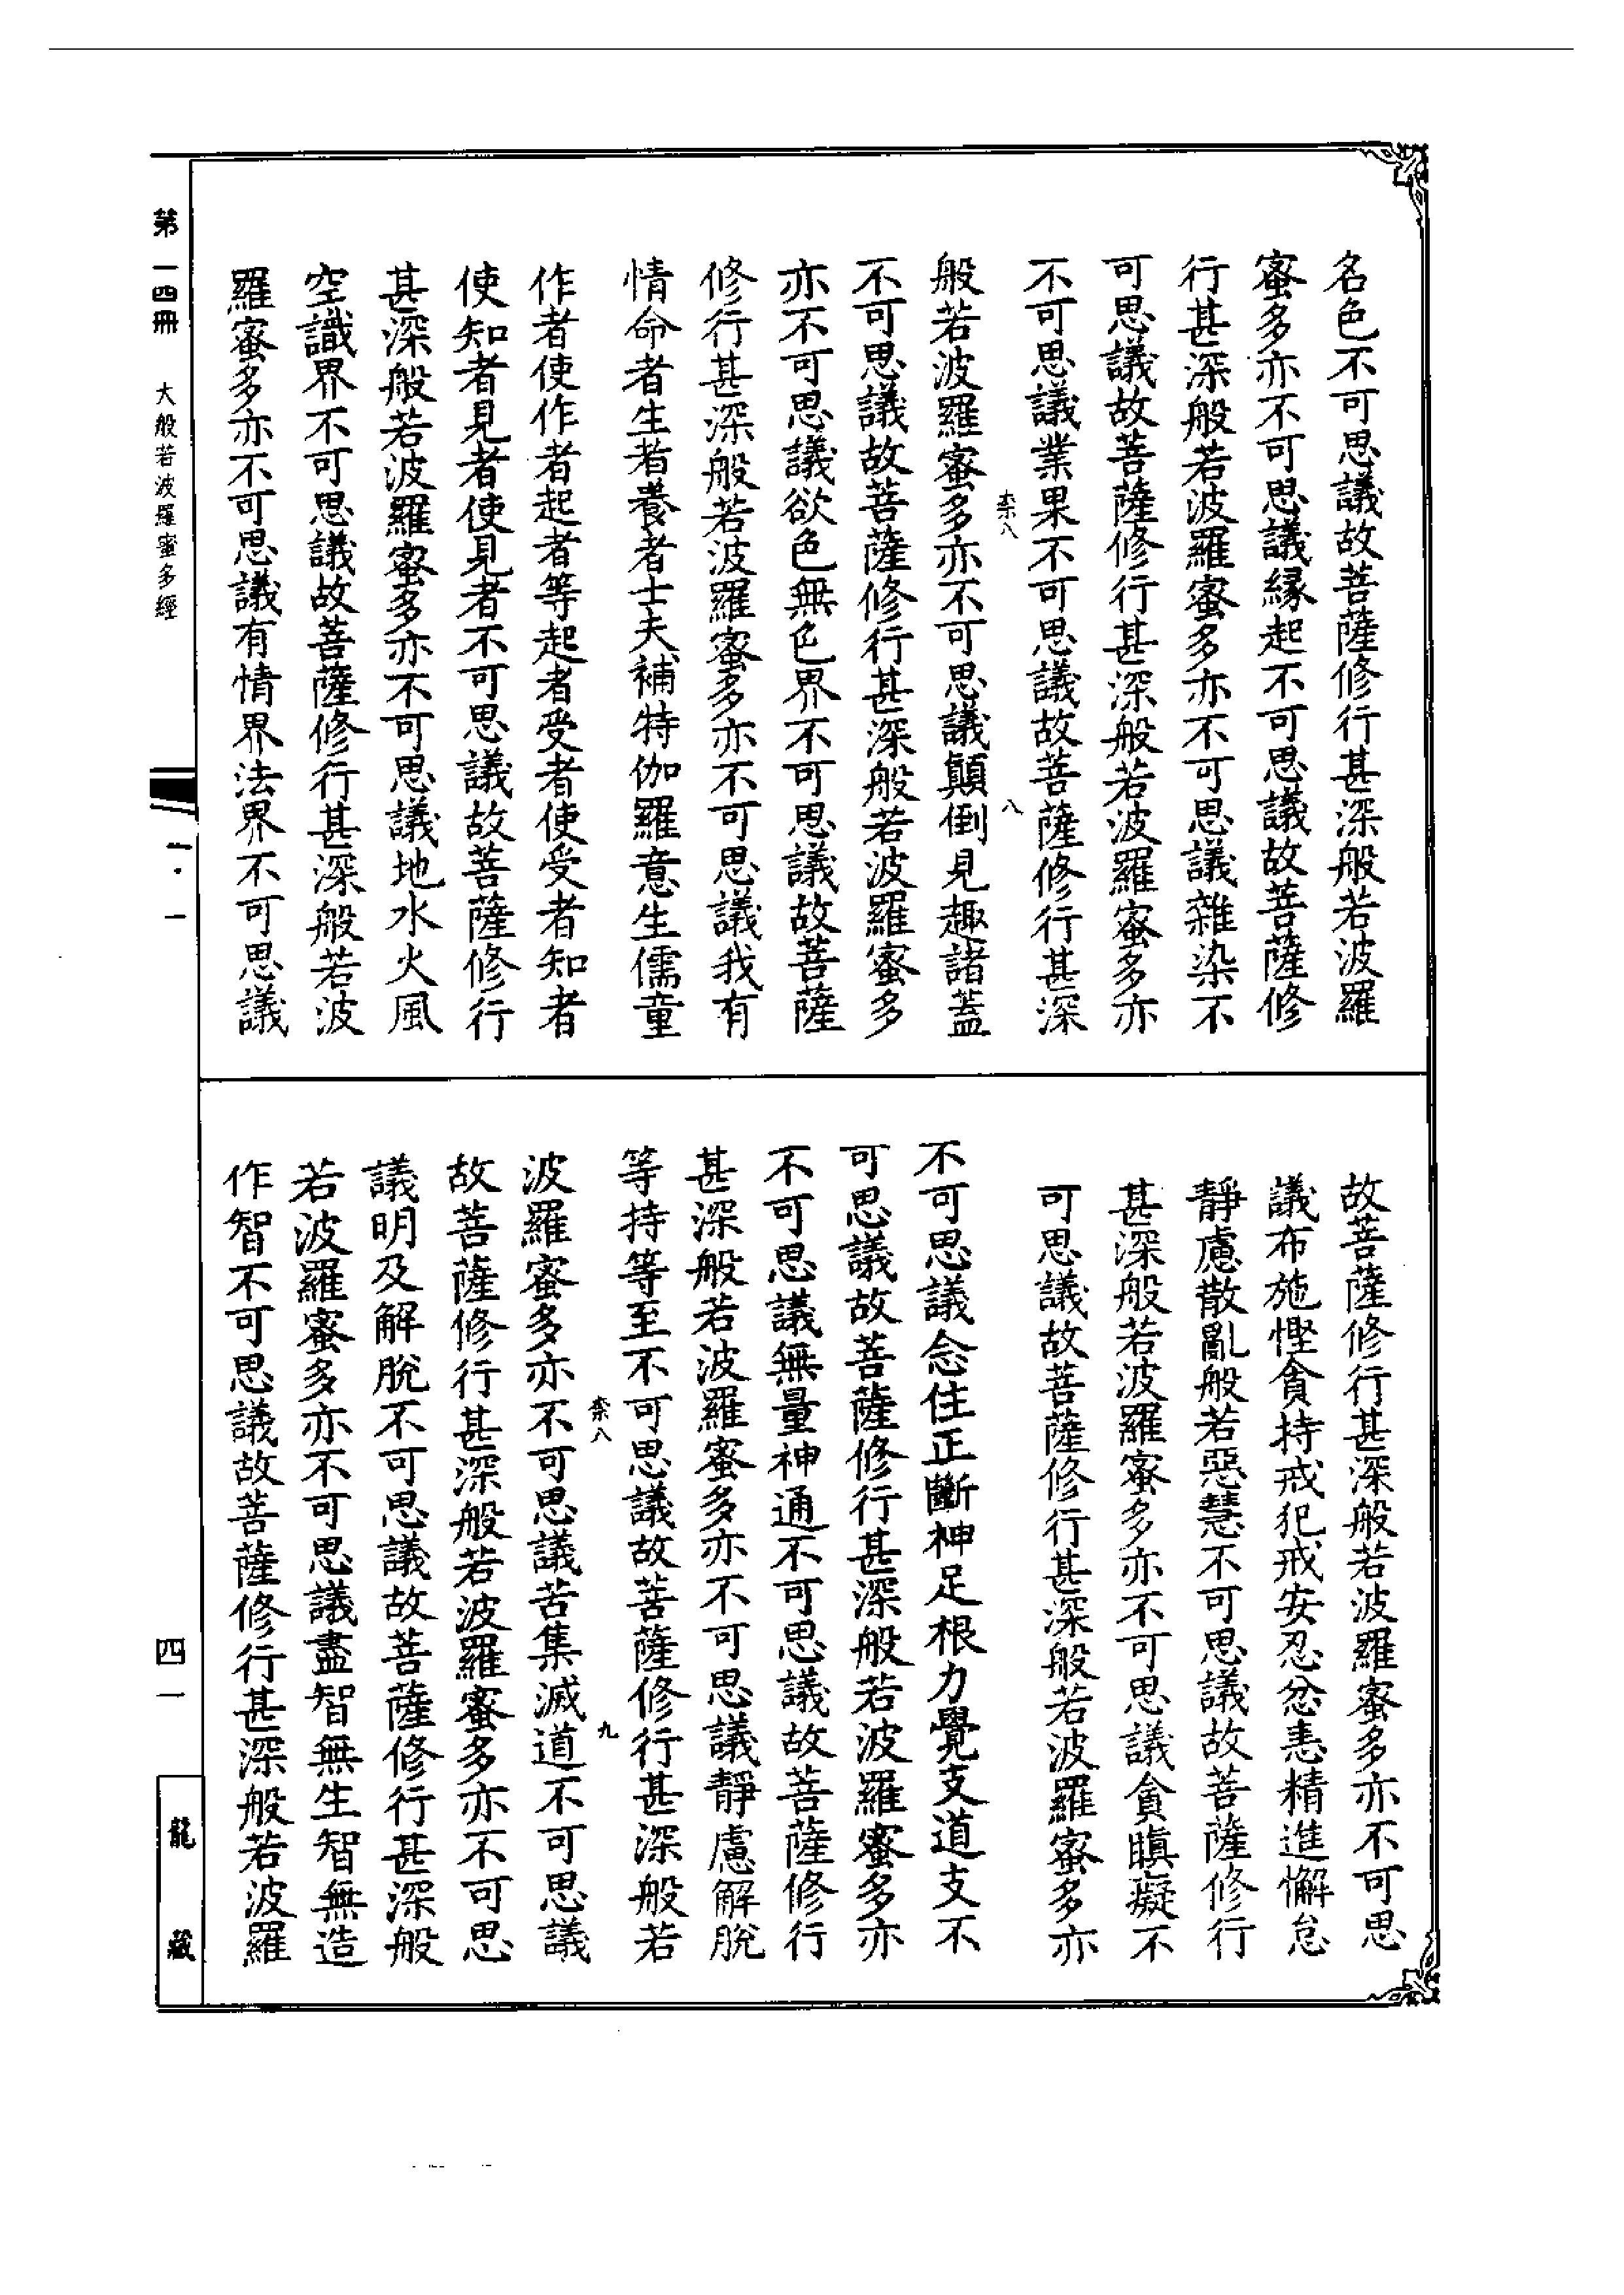 名色不可思議故菩薩修行甚深般若波羅
蜜多亦不可思議緣起不可思議故菩薩修
行甚深般若波羅蜜多亦不可思議雜染不
可思議故菩薩修行甚深般若波羅蜜多亦
不可思議業果不可思議故菩薩修行甚深
柰八 八
般若波羅蜜多亦不可思議顛倒見趣諸蓋
不可思議故菩薩修行甚深般若波羅蜜多
亦不可思議欲色無色界不可思議故菩薩
修行甚深般若波羅蜜多亦不可思議我有
情命者生者養者士夫補特伽羅意生儒童
作者使作者起者等起者受者使受者知者
使知者見者使見者不可思議故菩薩修行
甚深般若波羅蜜多亦不可思議地水火風
空識界不可思議故菩薩修行甚深般若波
羅蜜多亦不可思議有情界法界不可思議
故菩薩修行甚深般若波羅蜜多亦不可思
議布施慳貪持戒犯戒安忍忿恚精進懈怠
靜慮散亂般若惡慧不可思議故菩薩修行
甚深般若波羅蜜多亦不可思議貪瞋癡不
可思議故菩薩修行甚深般若波羅蜜多亦
不可思議念住正斷神足根力覺支道支不
可思議故菩薩修行甚深般若波羅蜜多亦
不可思議無量神通不可思議故菩薩修行
甚深般若波羅蜜多亦不可思議靜慮解脫
等持等至不可思議故菩薩修行甚深般若
柰八 九
波羅蜜多亦不可思議苦集滅道不可思議
故菩薩修行甚深般若波羅蜜多亦不可思
議明及解脫不可思議故菩薩修行甚深般
若波羅蜜多亦不可思議盡智無生智無造
作智不可思議故菩薩修行甚深般若波羅
第一四冊 大般若波羅蜜多經
四一
龍藏